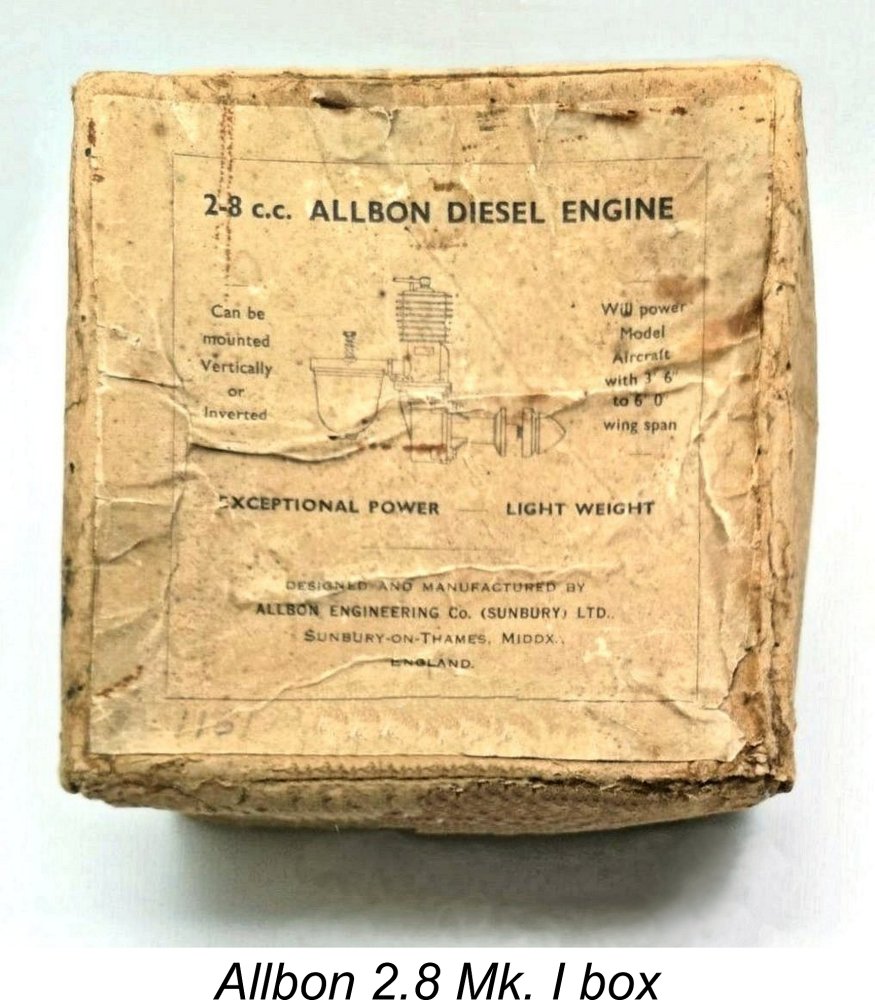 2-8 c.c. ALLBON DIESEL ENGINE
Can be
mounted
Vertically
or
Inverted
Will power
Model
Aircraft
with 3' 6"
to 6' 0"
wing span
EXCEPTIONAL POWER — LIGHT WEIGHT
DESIGNED AND MANUFACTURED BY
ALLBON ENGINEERING Co. (SUNBURY) LTD.,
SUNBURY-ON-THAMES, MIDDX.,
ENGLAND.
Allbon 2.8 Mk. I box